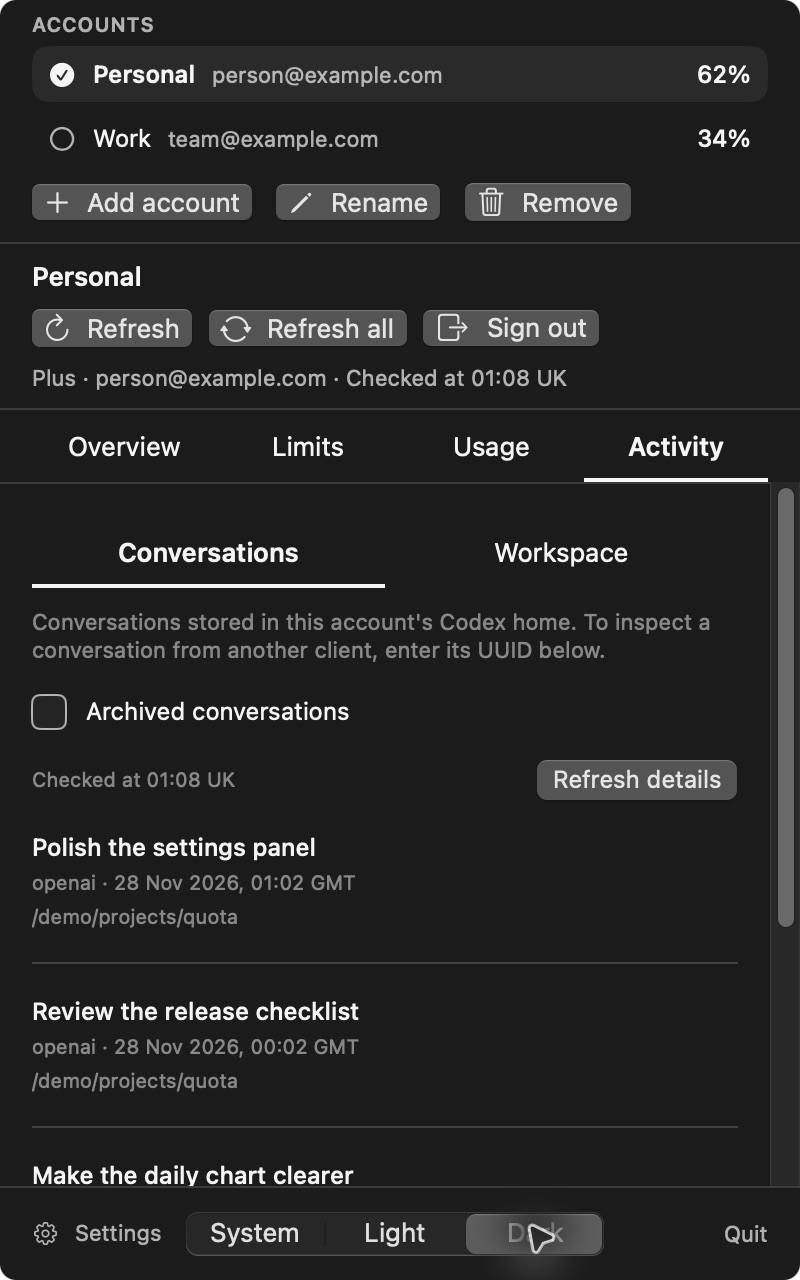 ACCOUNTS
Personal person@example.com 62%
Work team@example.com 34%
Add account Rename Remove
Personal
Refresh Refresh all Sign out
Plus · person@example.com · Checked at 01:08 UK
Overview Limits Usage Activity
Conversations Workspace
Conversations stored in this account's Codex home. To inspect a
conversation from another client, enter its UUID below.
Archived conversations
Checked at 01:08 UK Refresh details
Polish the settings panel
openai · 28 Nov 2026, 01:02 GMT
/demo/projects/quota
Review the release checklist
openai · 28 Nov 2026, 00:02 GMT
/demo/projects/quota
Make the daily chart clearer
Settings System Light Dark Quit